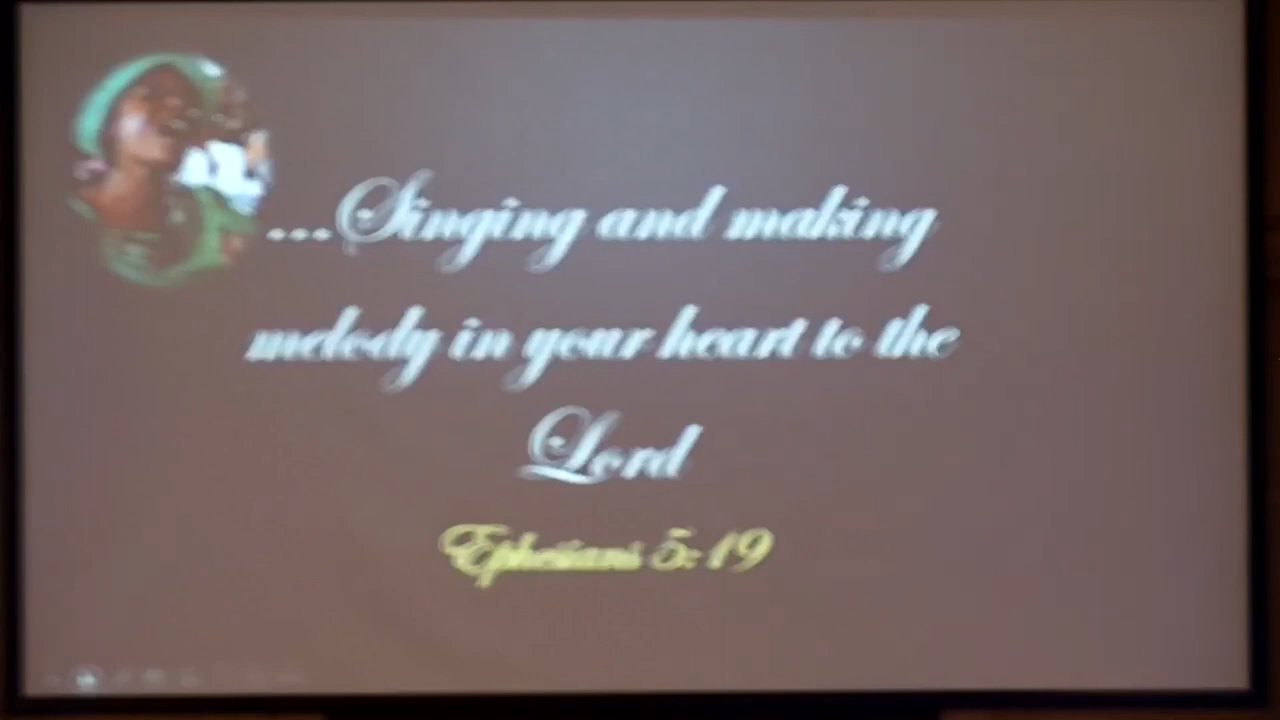 ...Singing and making
melody in your heart to the
Lord
Ephesians 5:19